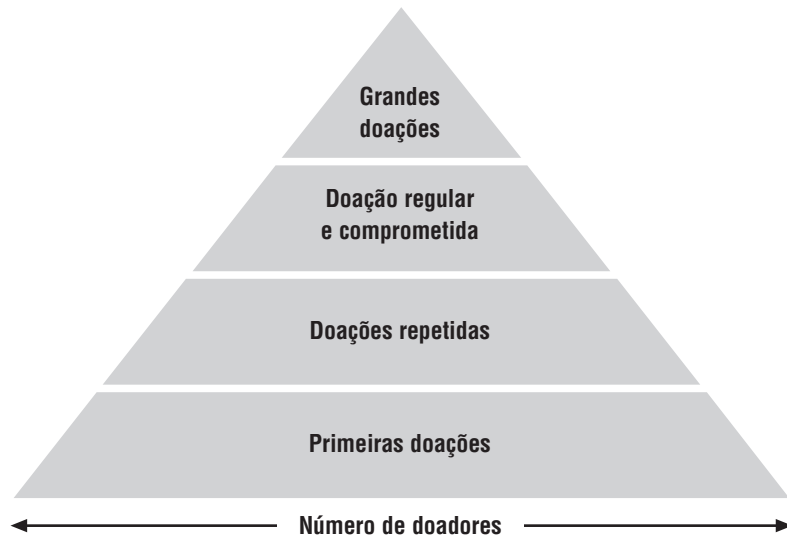 Grandes
doações
Doação regular
e comprometida
Doações repetidas
Primeiras doações
Número de doadores